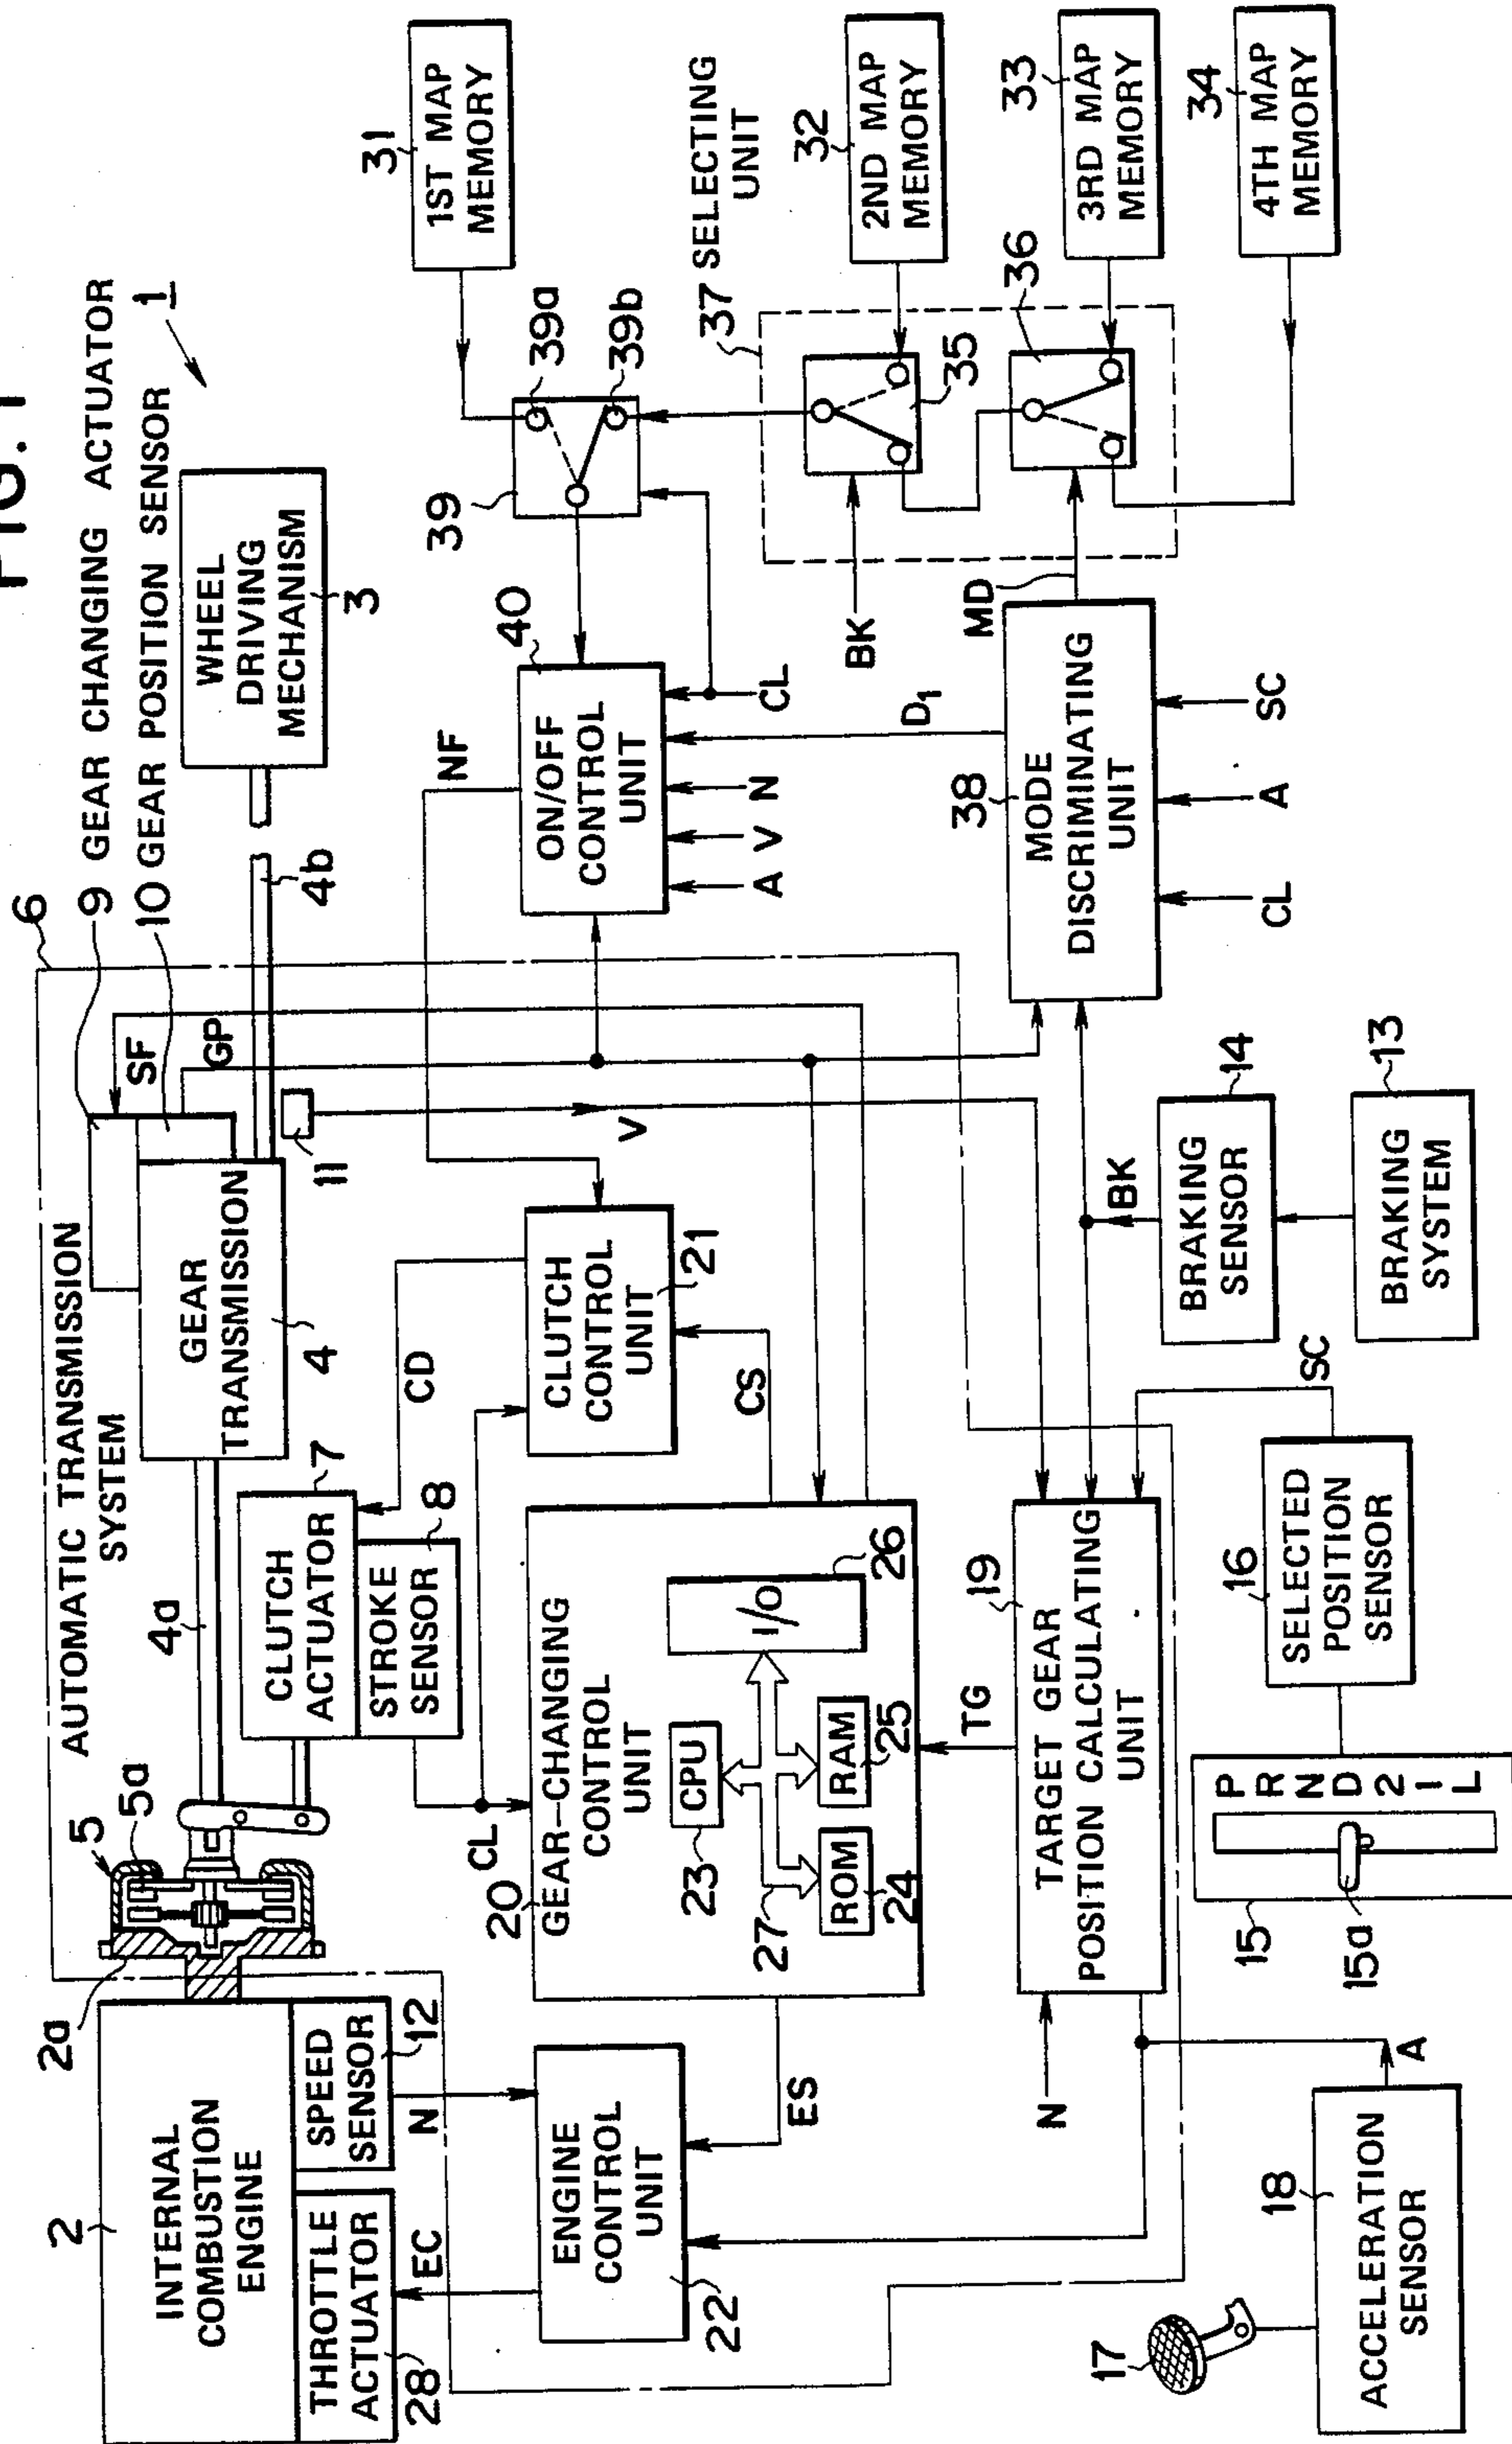 FIG. 1
1
9 GEAR CHANGING ACTUATOR
10 GEAR POSITION SENSOR
6
AUTOMATIC TRANSMISSION
SYSTEM
2
INTERNAL
COMBUSTION
ENGINE
2a
5
5a
4a
GEAR
TRANSMISSION
4
4b
WHEEL
DRIVING
MECHANISM
3
SF
GP
11
V
THROTTLE
ACTUATOR
28
SPEED
SENSOR
12
CLUTCH
ACTUATOR
7
STROKE
SENSOR
8
EC
N
CL
CD
NF
ENGINE
CONTROL
UNIT
22
ES
20
GEAR-CHANGING
CONTROL
UNIT
CPU
23
27
ROM
24
RAM
25
I/O
26
CLUTCH
CONTROL
UNIT
21
CS
40
ON/OFF
CONTROL
UNIT
A
V
N
CL
D1
39
39a
39b
31
1ST MAP
MEMORY
37 SELECTING
UNIT
32
2ND MAP
MEMORY
35
36
33
3RD MAP
MEMORY
34
4TH MAP
MEMORY
BK
MD
38
MODE
DISCRIMINATING
UNIT
CL
A
SC
TG
N
19
TARGET GEAR
POSITION CALCULATING
UNIT
BK
14
BRAKING
SENSOR
13
BRAKING
SYSTEM
SC
16
SELECTED
POSITION
SENSOR
15
15a
P R N D 2 1 L
A
17
18
ACCELERATION
SENSOR